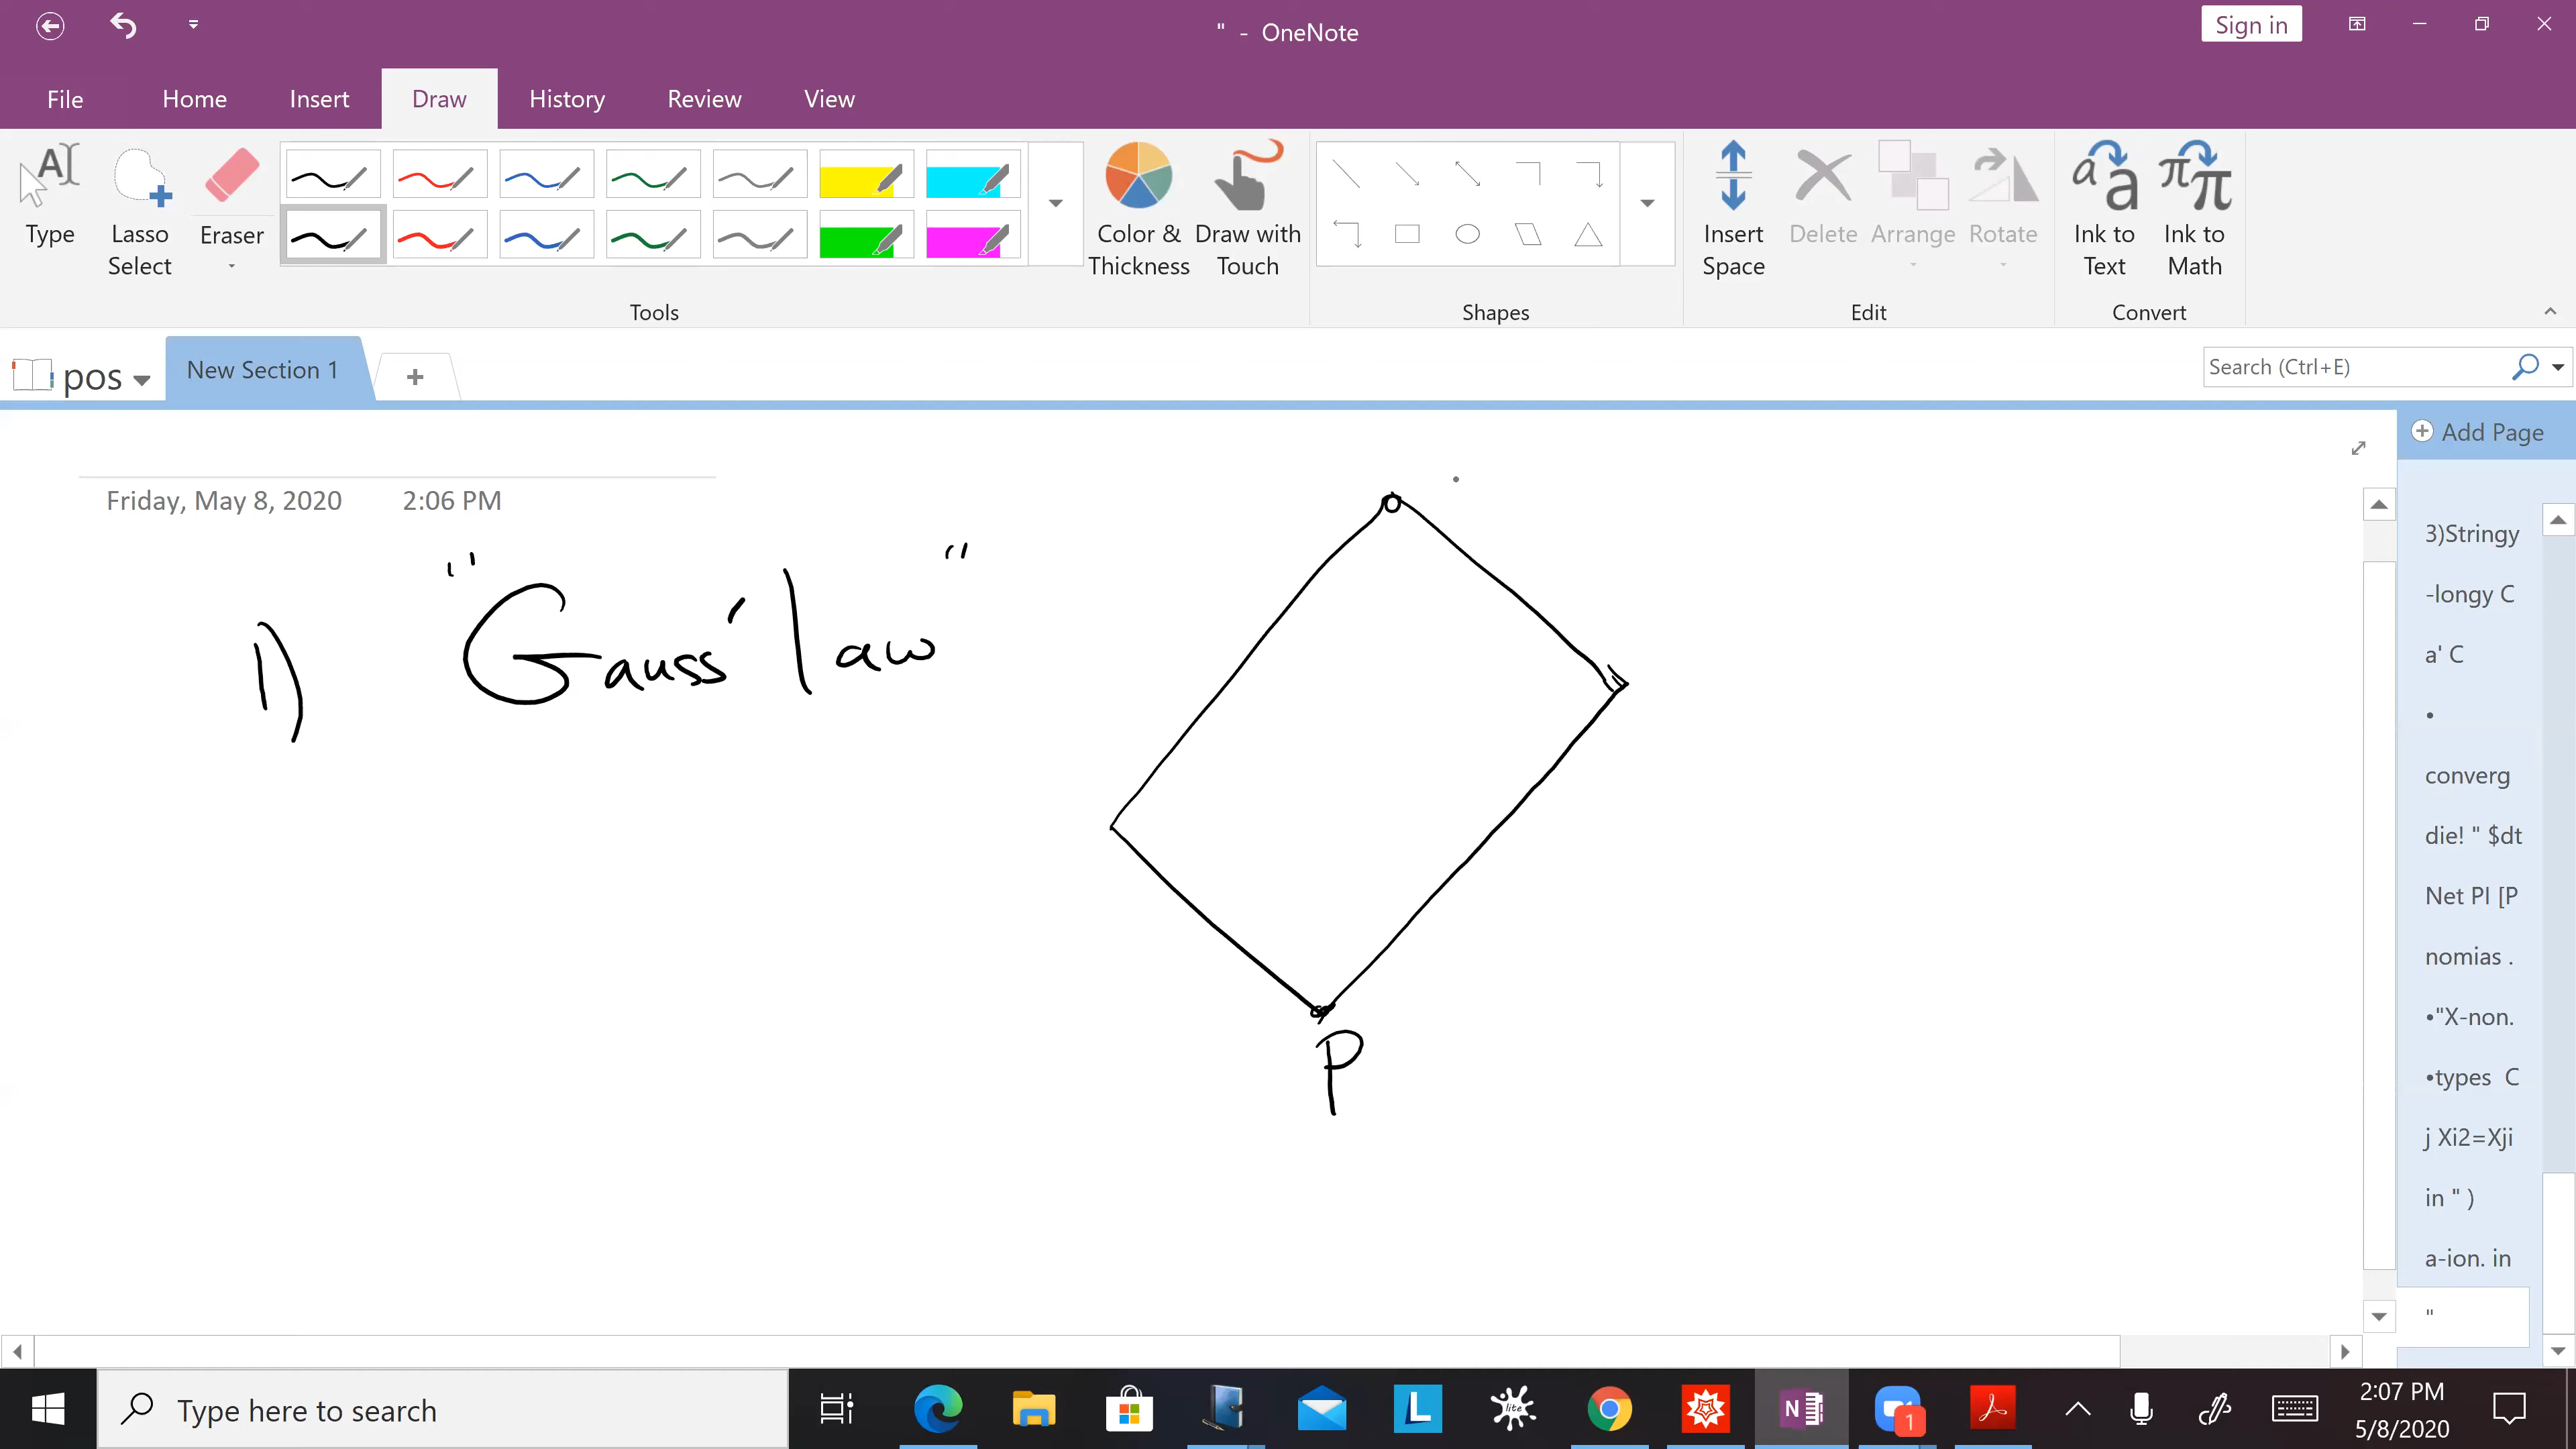 " - OneNote
Sign in
File Home Insert Draw History Review View
Type
Lasso Select
Eraser
Color & Thickness
Draw with Touch
Insert Space
Delete
Arrange
Rotate
Ink to Text
Ink to Math
Tools
Shapes
Edit
Convert
pos
New Section 1
Search (Ctrl+E)
Add Page
Friday, May 8, 2020 2:06 PM
1) "Gauss' law"
P
3)Stringy
-longy C
a' C
•
converg
die! " $dt
Net PI [P
nomias .
•"X-non.
•types C
j Xi2=Xji
in " )
a-ion. in
"
Type here to search
L
lite
N
1
2:07 PM
5/8/2020